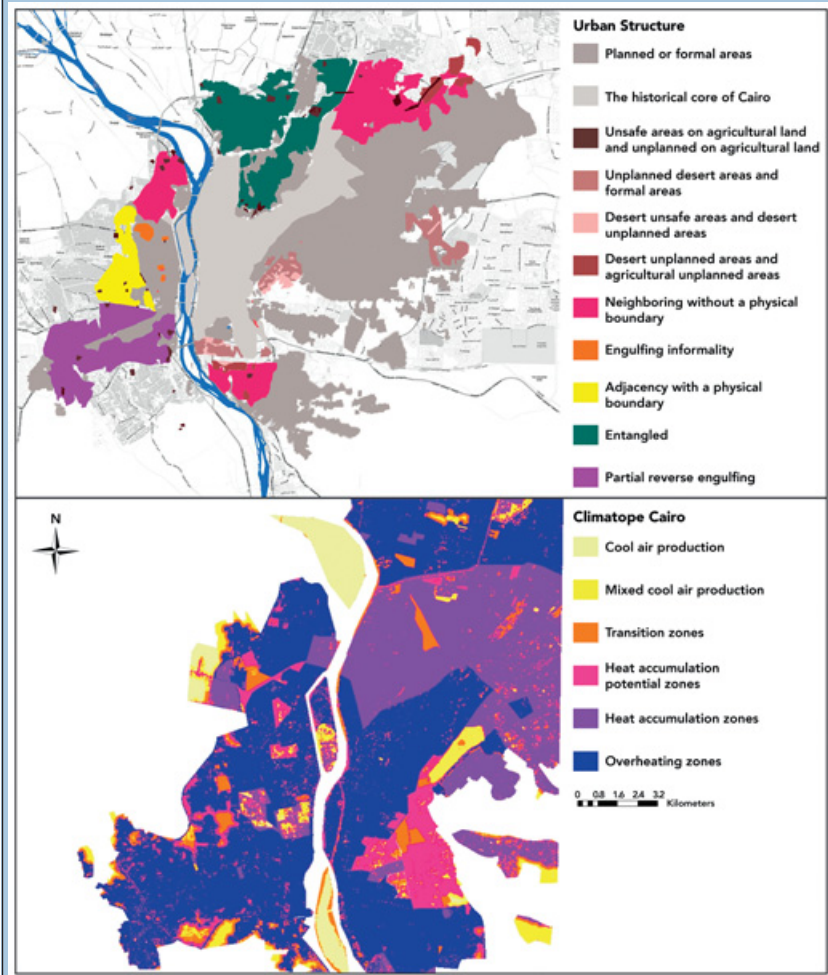 Urban Structure
Planned or formal areas
The historical core of Cairo
Unsafe areas on agricultural land
and unplanned on agricultural land
Unplanned desert areas and
formal areas
Desert unsafe areas and desert
unplanned areas
Desert unplanned areas and
agricultural unplanned areas
Neighboring without a physical
boundary
Engulfing informality
Adjacency with a physical
boundary
Entangled
Partial reverse engulfing
N
Climatope Cairo
Cool air production
Mixed cool air production
Transition zones
Heat accumulation
potential zones
Heat accumulation zones
Overheating zones
0 0.8 1.6 2.4 3.2
Kilometers